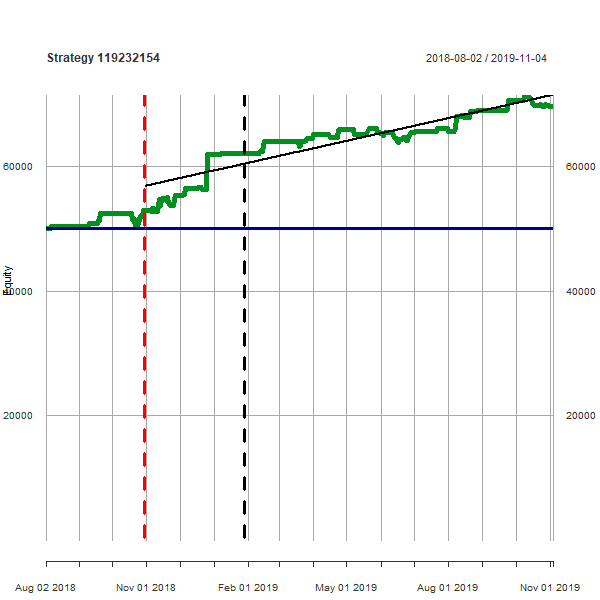 Strategy 119232154
2018-08-02 / 2019-11-04
60000
60000
Equity
40000
40000
20000
20000
Aug 02 2018
Nov 01 2018
Feb 01 2019
May 01 2019
Aug 01 2019
Nov 01 2019